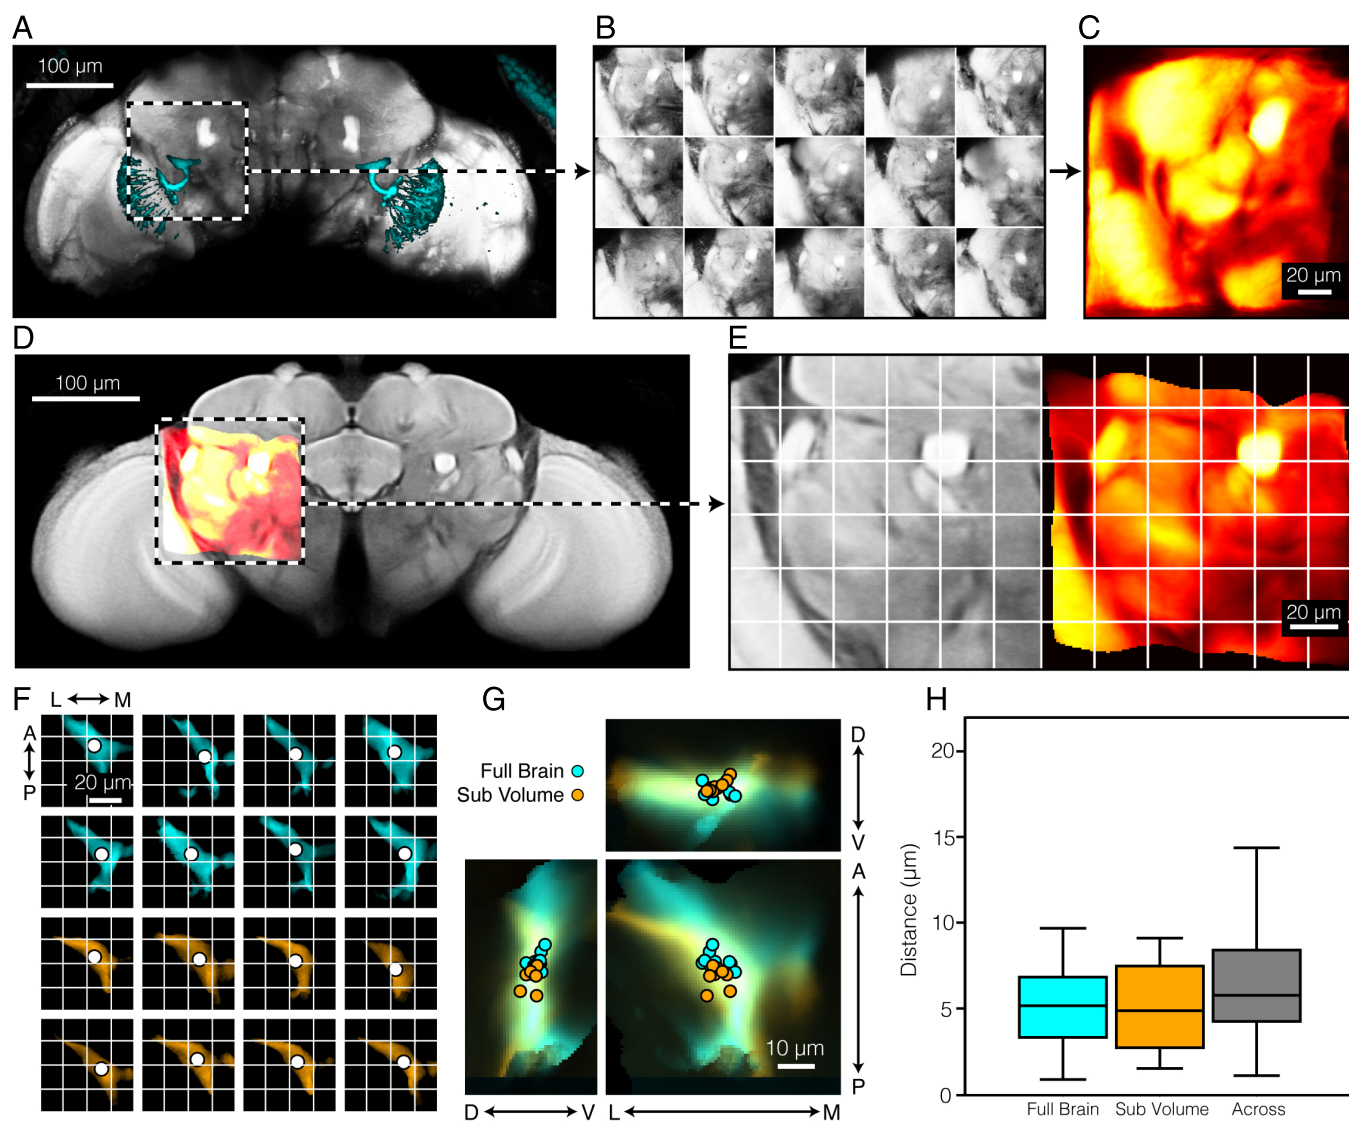 A
100 µm
B
C
20 µm
D
100 µm
E
20 µm
F
L M
A
P
20 µm
G
Full Brain
Sub Volume
D
V
A
P
10 µm
D V
L M
H
Distance (µm)
20
15
10
5
0
Full Brain Sub Volume Across